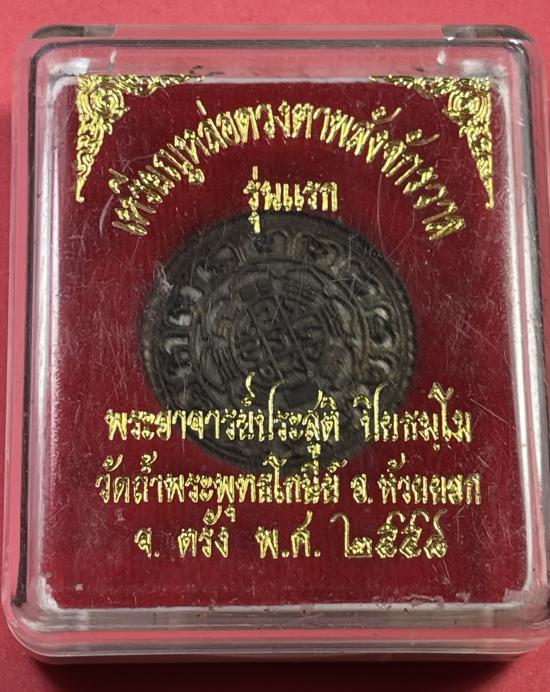 เหรียญหล่อดวงตาพลังจักรวาล
รุ่นแรก
พระอาจารย์ประสูติ ปิยธมฺโม
วัดถ้ำพระพุทธโกษีย์ อ.ห้วยยอด
จ. ตรัง พ.ศ. ๒๕๕๘